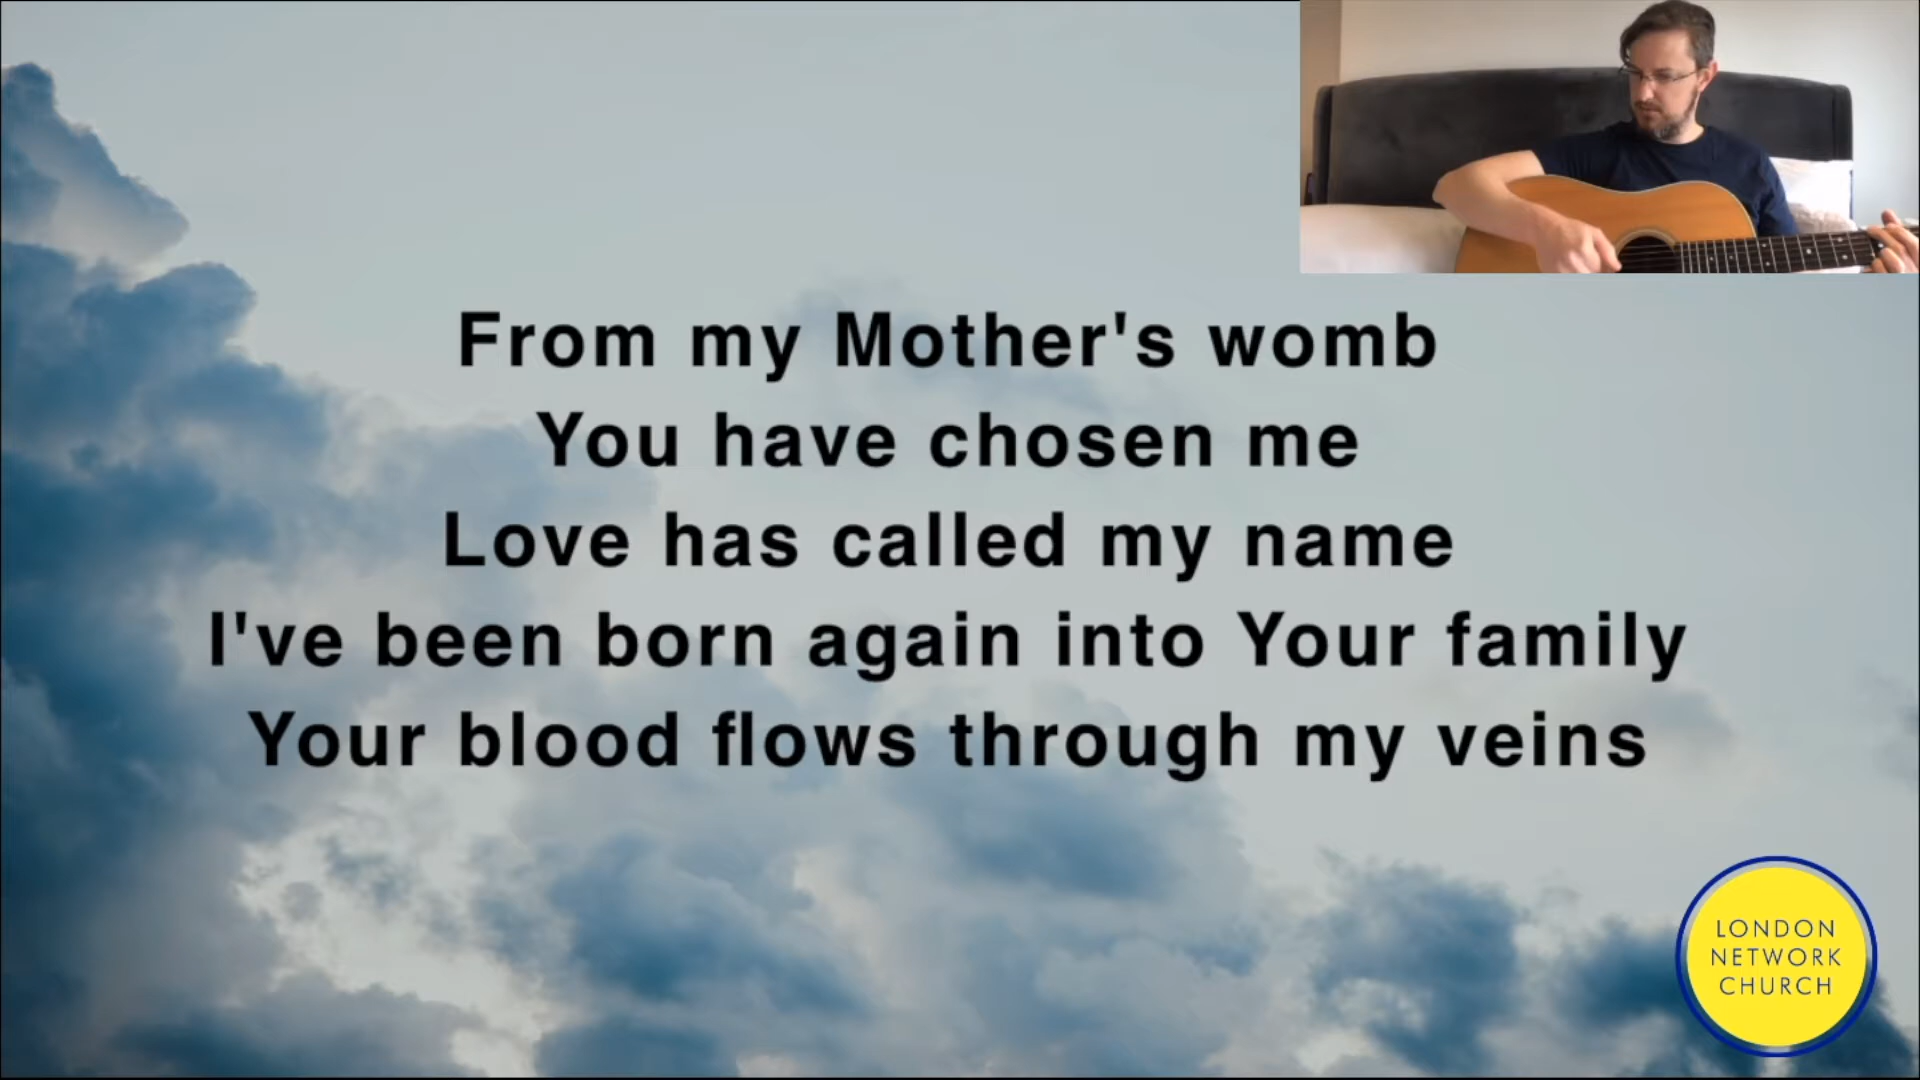 From my Mother's womb
You have chosen me
Love has called my name
I've been born again into Your family
Your blood flows through my veins
LONDON
NETWORK
CHURCH